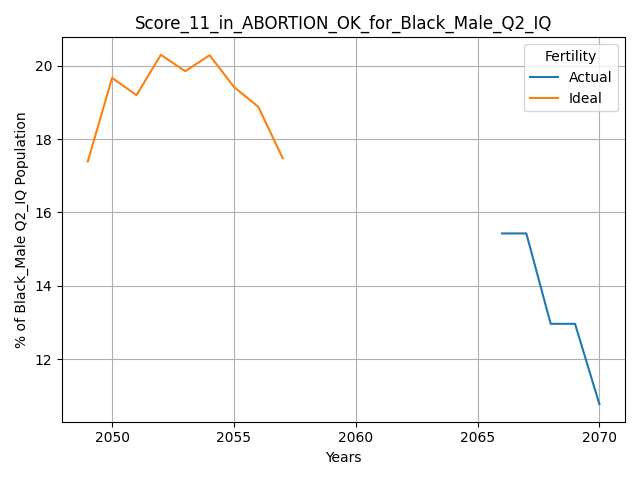 Score_11_in_ABORTION_OK_for_Black_Male_Q2_IQ
Fertility
Actual
Ideal
% of Black_Male Q2_IQ Population
20
18
16
14
12
2050
2055
2060
2065
2070
Years